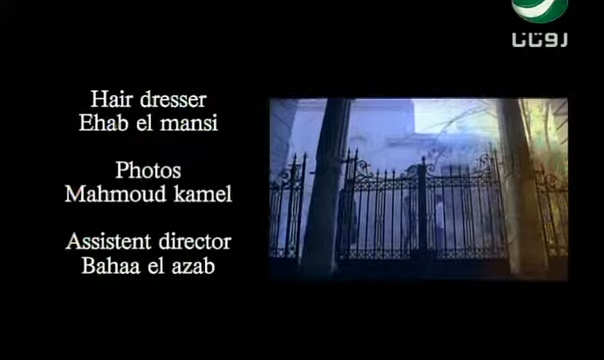 روتانا
Hair dresser
Ehab el mansi
Photos
Mahmoud kamel
Assistent director
Bahaa el azab